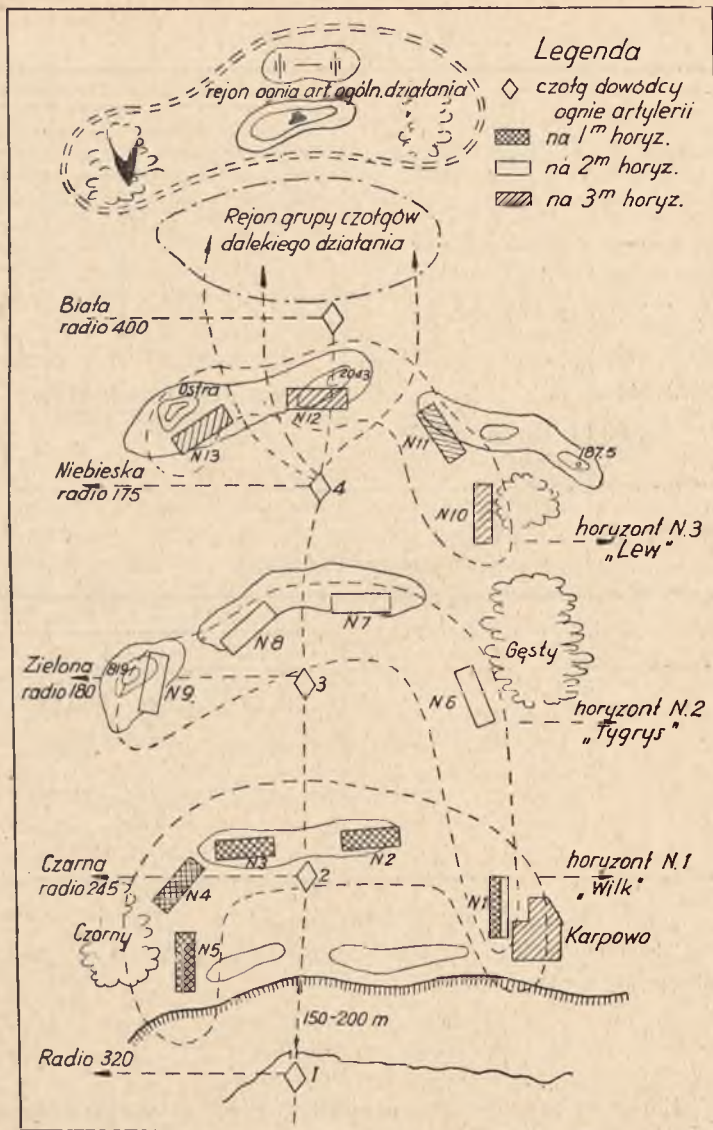 Legenda
czołg dowódcy
ognie artylerii
na 1m horyz.
na 2m horyz.
na 3m horyz.
rejon ognia art. ogóln. działania
Rejon grupy czołgów
dalekiego działania
Biała
radio 400
Ostra
2043
N12
N13
N11
187.5
Niebieska
radio 175
4
N10
horyzont N.3
„Lew"
N7
N8
Gęsty
Zielona
radio 180
819
N9
3
N6
horyzont N.2
„Tygrys"
N3
N2
Czarna
radio 245
N4
2
N1
horyzont N.1
„Wilk"
Czarny
N5
Karpowo
150-200 m
Radio 320
1